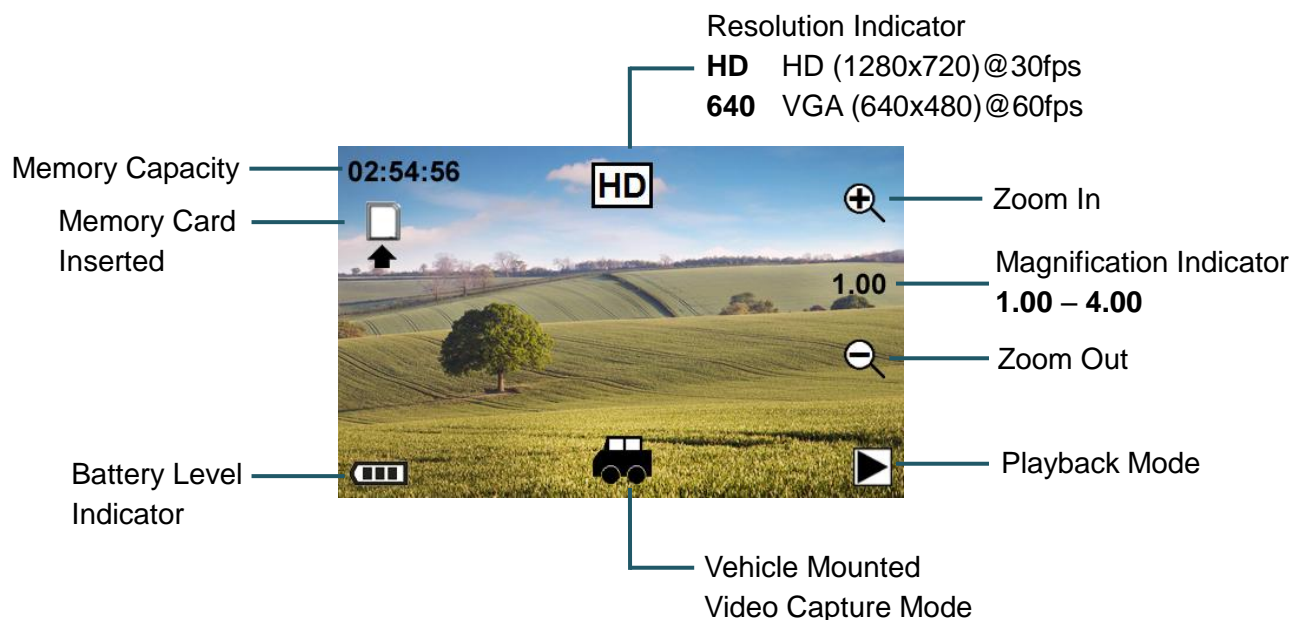 Resolution Indicator
HD HD (1280x720)@30fps
640 VGA (640x480)@60fps
Memory Capacity
02:54:56
HD
Memory Card
Inserted
Zoom In
Magnification Indicator
1.00 – 4.00
1.00
Zoom Out
Battery Level
Indicator
Playback Mode
Vehicle Mounted
Video Capture Mode